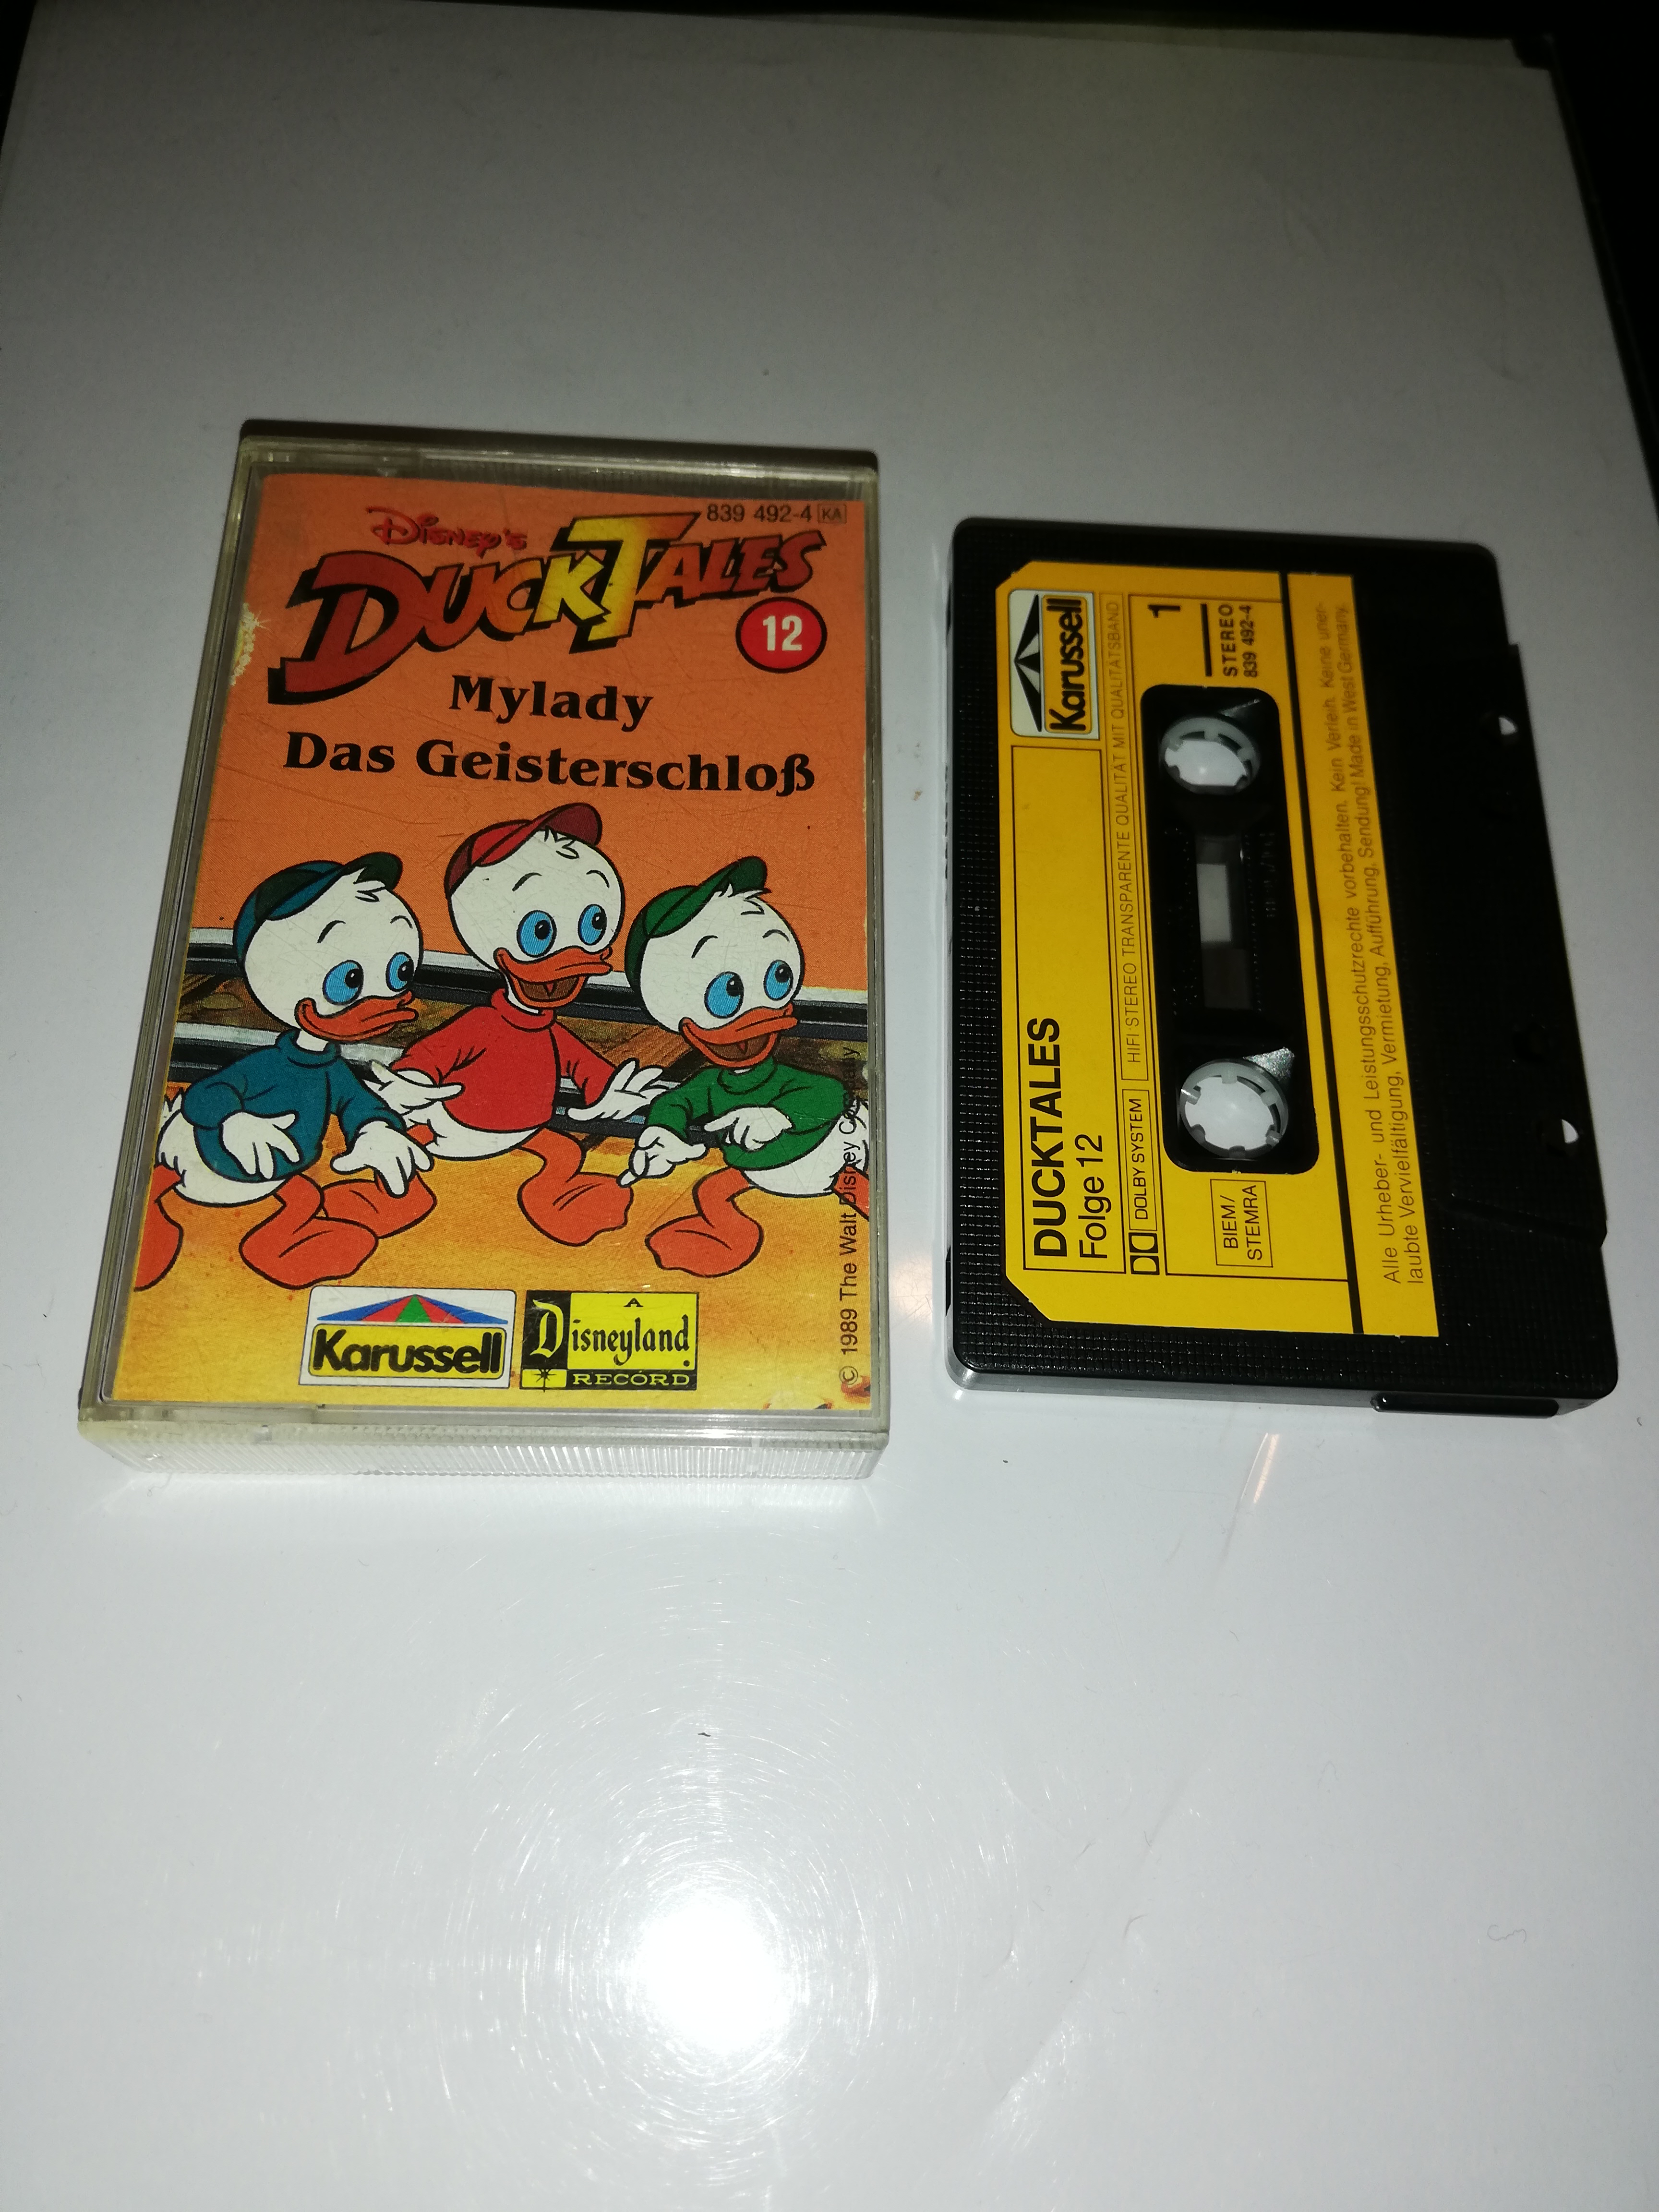 839 492-4 KA
DISNEY'S
DUCKTALES
12
Mylady
Das Geisterschloß
© 1989 The Walt Disney Company
Karussell
A
Disneyland
RECORD
Karussell
DUCKTALES
Folge 12
DOLBY SYSTEM
HIFI STEREO TRANSPARENTE QUALITÄT MIT QUALITÄTSBAND
1
STEREO
839 492-4
BIEM/
STEMRA
Alle Urheber- und Leistungsschutzrechte vorbehalten. Kein Verleih. Keine uner-
laubte Vervielfältigung, Vermietung, Aufführung, Sendung! Made in West Germany.